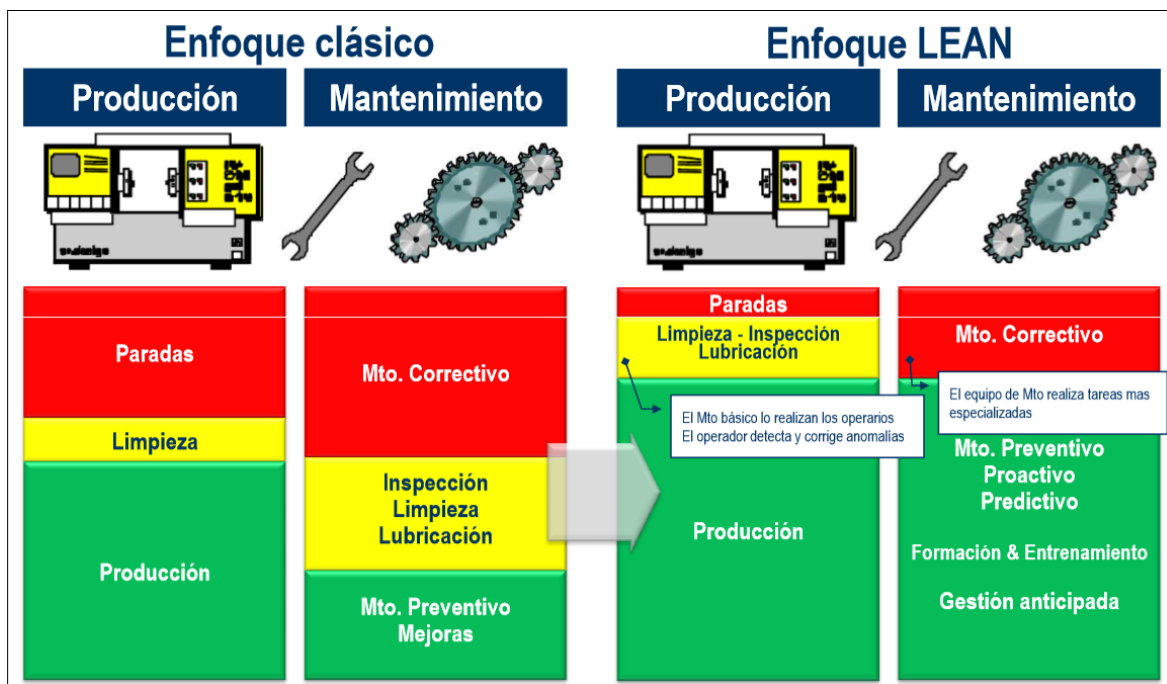 Enfoque clásico
Enfoque LEAN
Producción
Mantenimiento
Producción
Mantenimiento
Paradas
Limpieza
Producción
Mto. Correctivo
Inspección
Limpieza
Lubricación
Mto. Preventivo
Mejoras
Paradas
Limpieza - Inspección
Lubricación
El Mto básico lo realizan los operarios
El operador detecta y corrige anomalías
Producción
Mto. Correctivo
El equipo de Mto realiza tareas mas
especializadas
Mto. Preventivo
Proactivo
Predictivo
Formación & Entrenamiento
Gestión anticipada